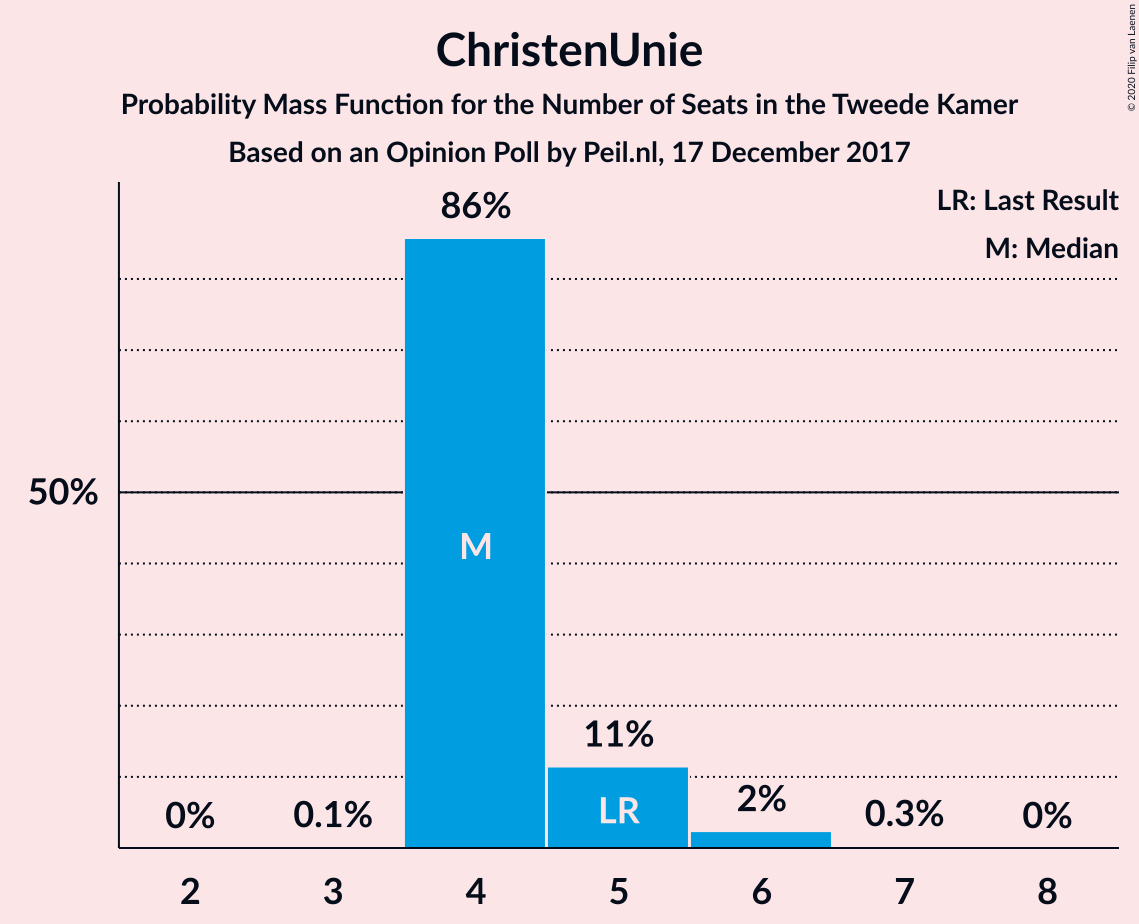 ChristenUnie
Probability Mass Function for the Number of Seats in the Tweede Kamer
Based on an Opinion Poll by Peil.nl, 17 December 2017
© 2020 Filip van Laenen
LR: Last Result
M: Median
86%
50%
M
11%
LR
0%
0.1%
2%
0.3%
0%
2 3 4 5 6 7 8